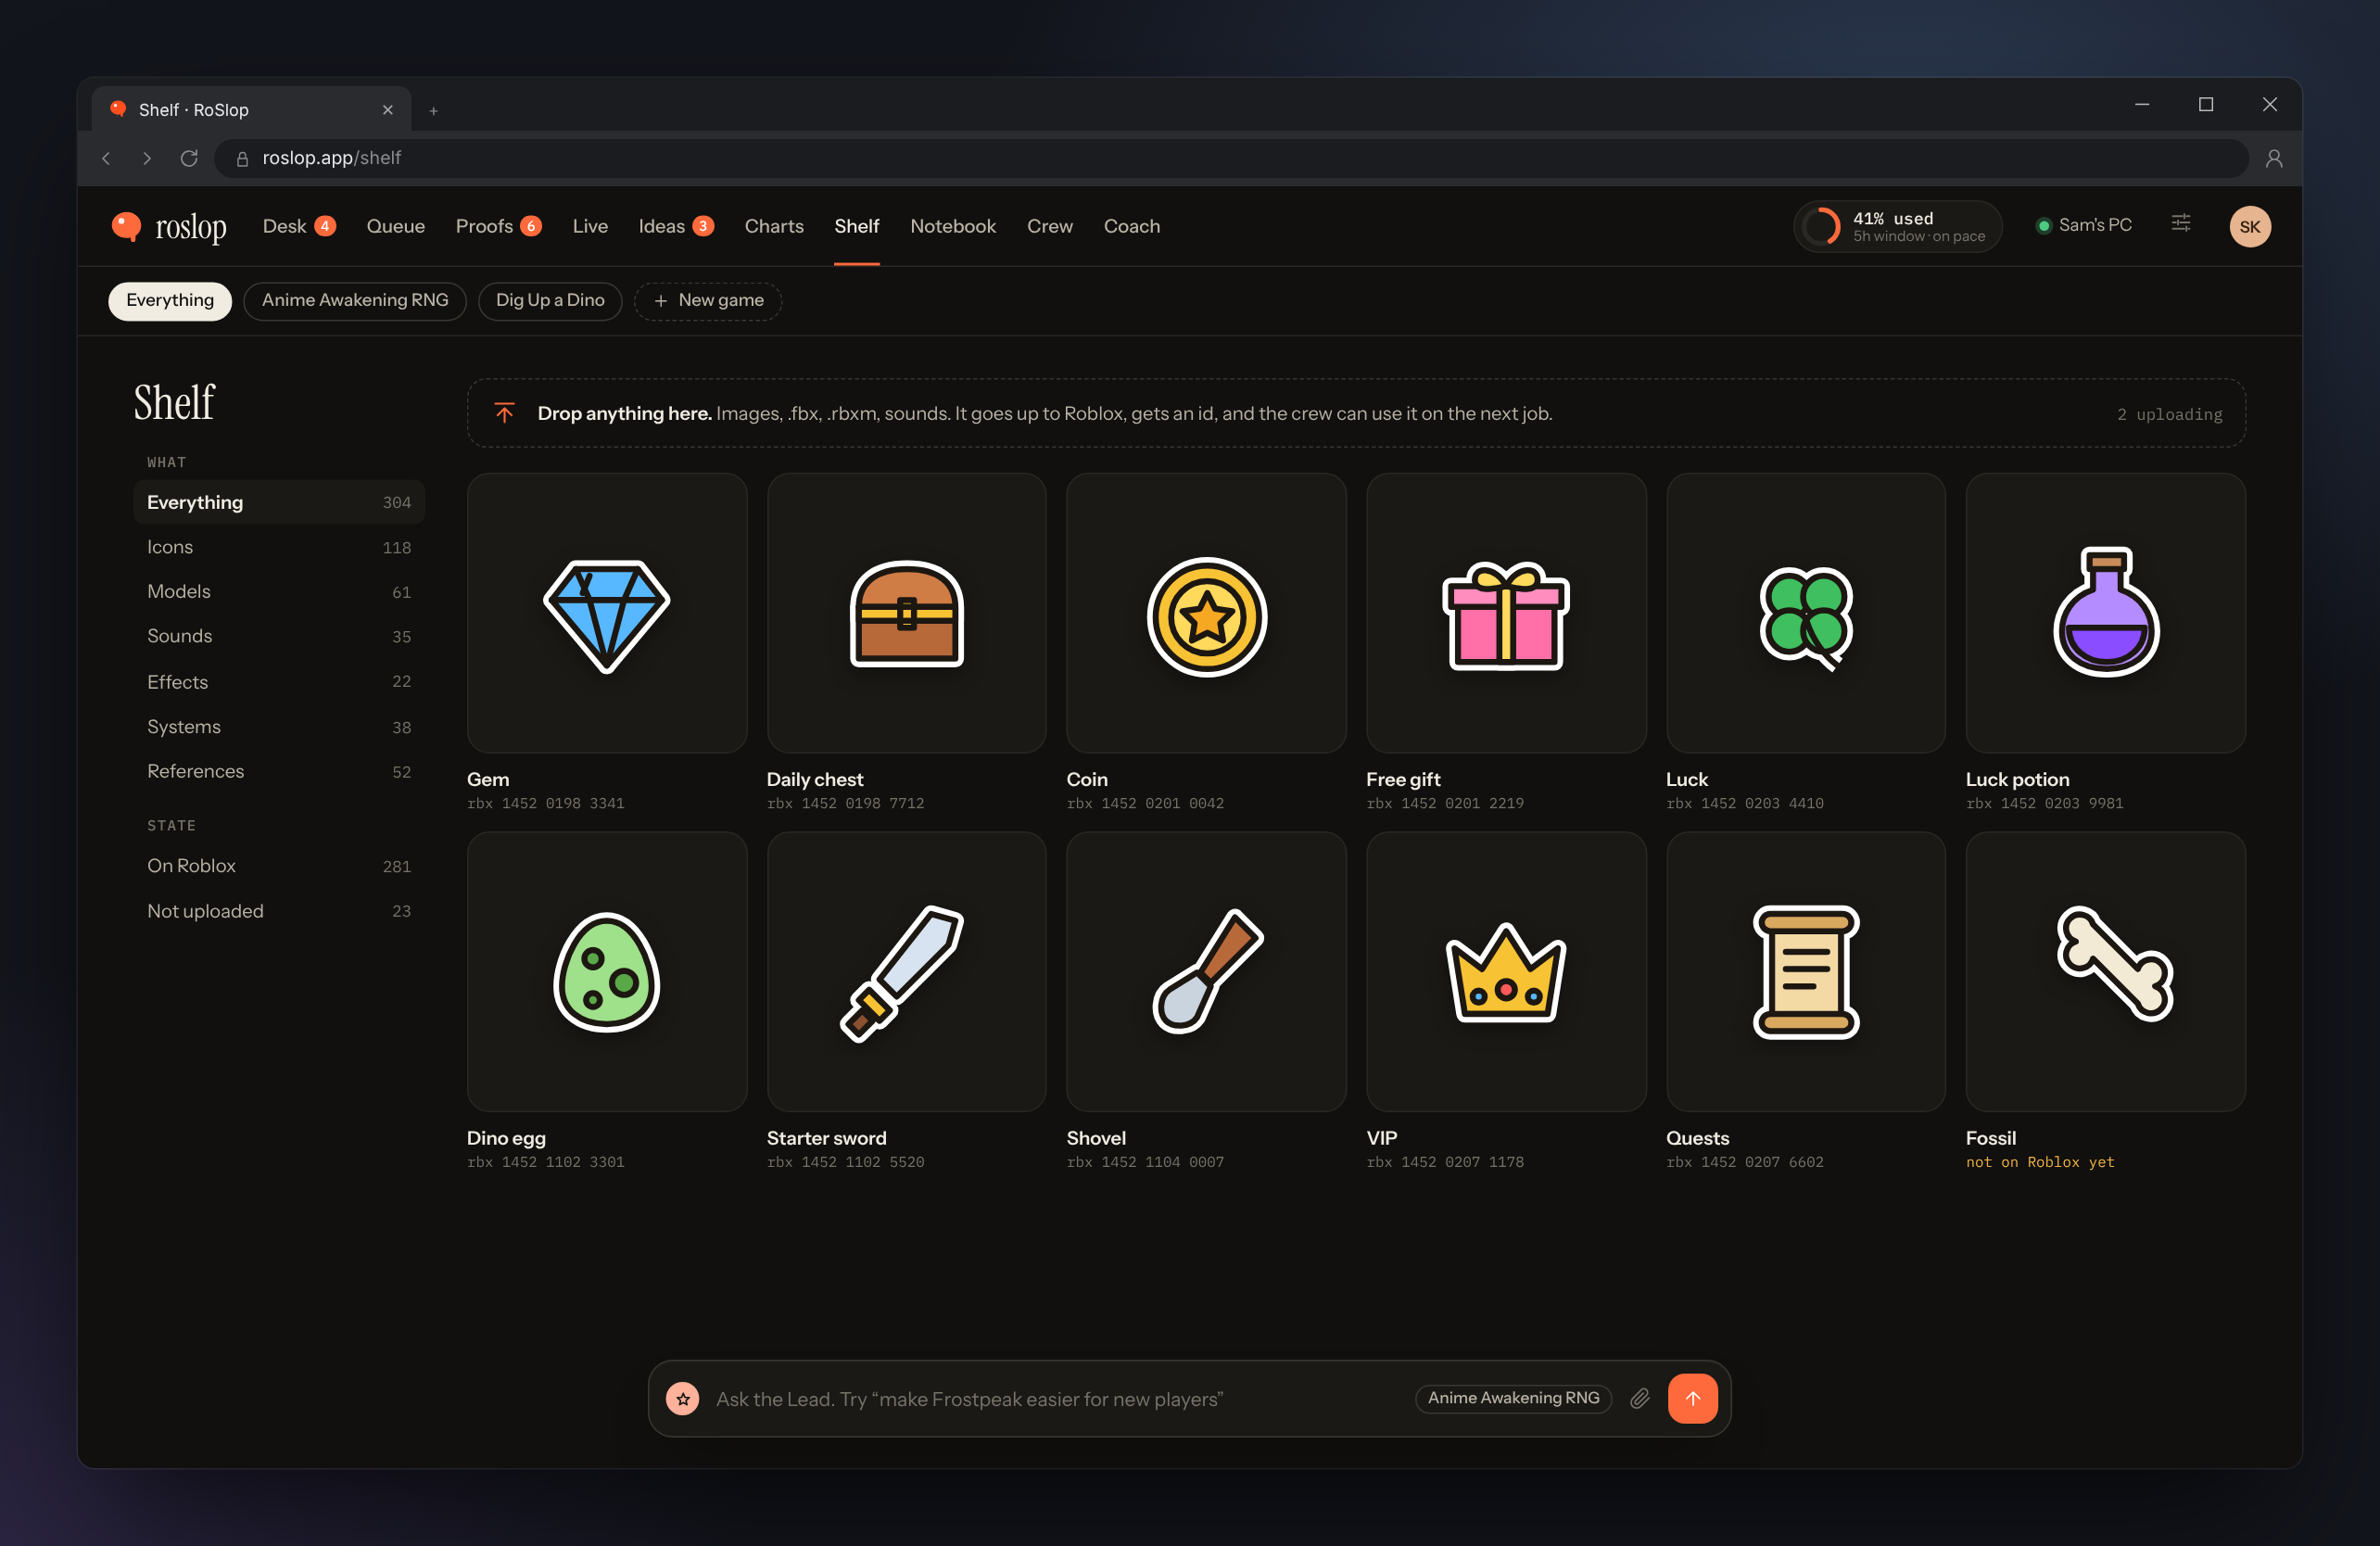 Shelf · RoSlop
roslop.app/shelf
roslop
Desk 4
Queue
Proofs 6
Live
Ideas 3
Charts
Shelf
Notebook
Crew
Coach
41% used
5h window · on pace
Sam's PC
SK
Everything
Anime Awakening RNG
Dig Up a Dino
+ New game
Shelf
WHAT
Everything 304
Icons 118
Models 61
Sounds 35
Effects 22
Systems 38
References 52
STATE
On Roblox 281
Not uploaded 23
Drop anything here. Images, .fbx, .rbxm, sounds. It goes up to Roblox, gets an id, and the crew can use it on the next job.
2 uploading
Gem
rbx 1452 0198 3341
Daily chest
rbx 1452 0198 7712
Coin
rbx 1452 0201 0042
Free gift
rbx 1452 0201 2219
Luck
rbx 1452 0203 4410
Luck potion
rbx 1452 0203 9981
Dino egg
rbx 1452 1102 3301
Starter sword
rbx 1452 1102 5520
Shovel
rbx 1452 1104 0007
VIP
rbx 1452 0207 1178
Quests
rbx 1452 0207 6602
Fossil
not on Roblox yet
Ask the Lead. Try “make Frostpeak easier for new players”
Anime Awakening RNG